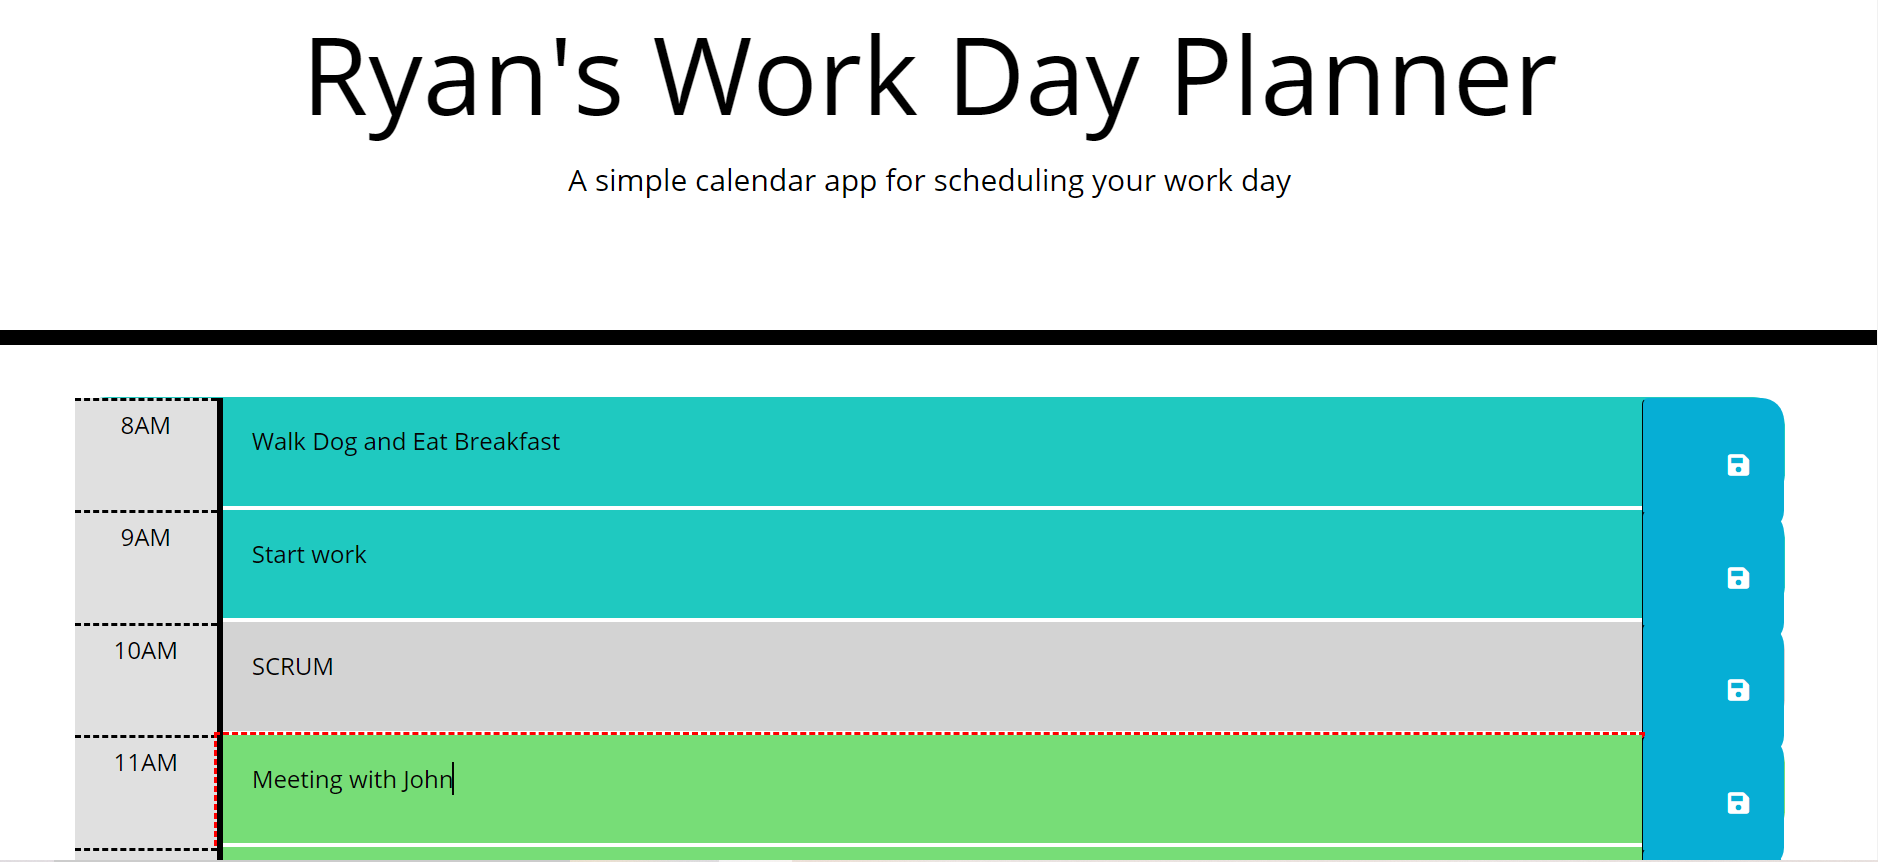 Ryan's Work Day Planner
A simple calendar app for scheduling your work day
8AM
Walk Dog and Eat Breakfast
9AM
Start work
10AM
SCRUM
11AM
Meeting with John